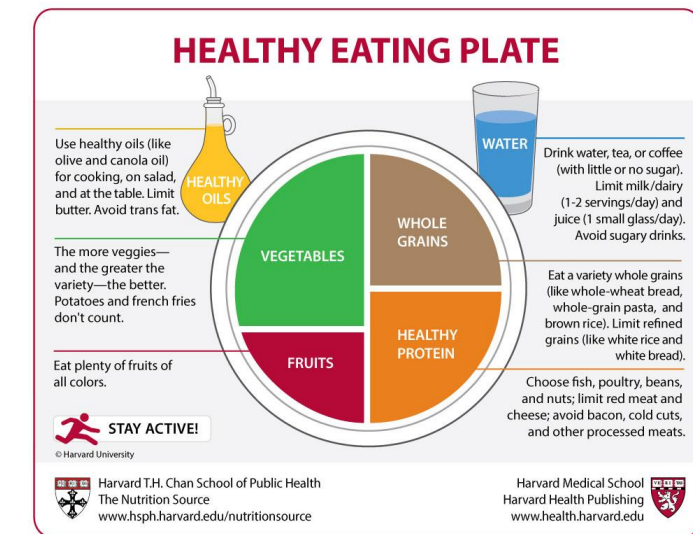 HEALTHY EATING PLATE
Use healthy oils (like
olive and canola oil)
for cooking, on salad,
and at the table. Limit
butter. Avoid trans fat.
HEALTHY
OILS
The more veggies—
and the greater the
variety—the better.
Potatoes and french fries
don't count.
Eat plenty of fruits of
all colors.
VEGETABLES
FRUITS
WHOLE
GRAINS
HEALTHY
PROTEIN
WATER
Drink water, tea, or coffee
(with little or no sugar).
Limit milk/dairy
(1-2 servings/day) and
juice (1 small glass/day).
Avoid sugary drinks.
Eat a variety whole grains
(like whole-wheat bread,
whole-grain pasta, and
brown rice). Limit refined
grains (like white rice and
white bread).
Choose fish, poultry, beans,
and nuts; limit red meat and
cheese; avoid bacon, cold cuts,
and other processed meats.
STAY ACTIVE!
© Harvard University
Harvard T.H. Chan School of Public Health
The Nutrition Source
www.hsph.harvard.edu/nutritionsource
Harvard Medical School
Harvard Health Publishing
www.health.harvard.edu